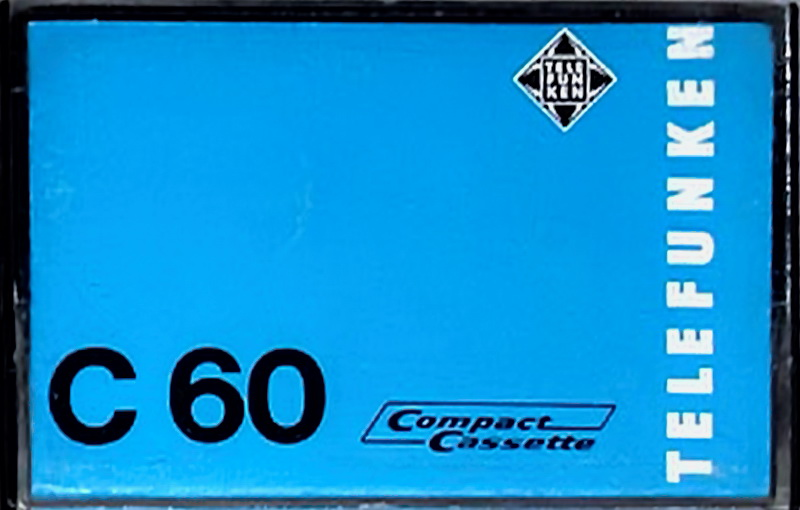 TELE
FUN
KEN
TELEFUNKEN
C 60
Compact
Cassette